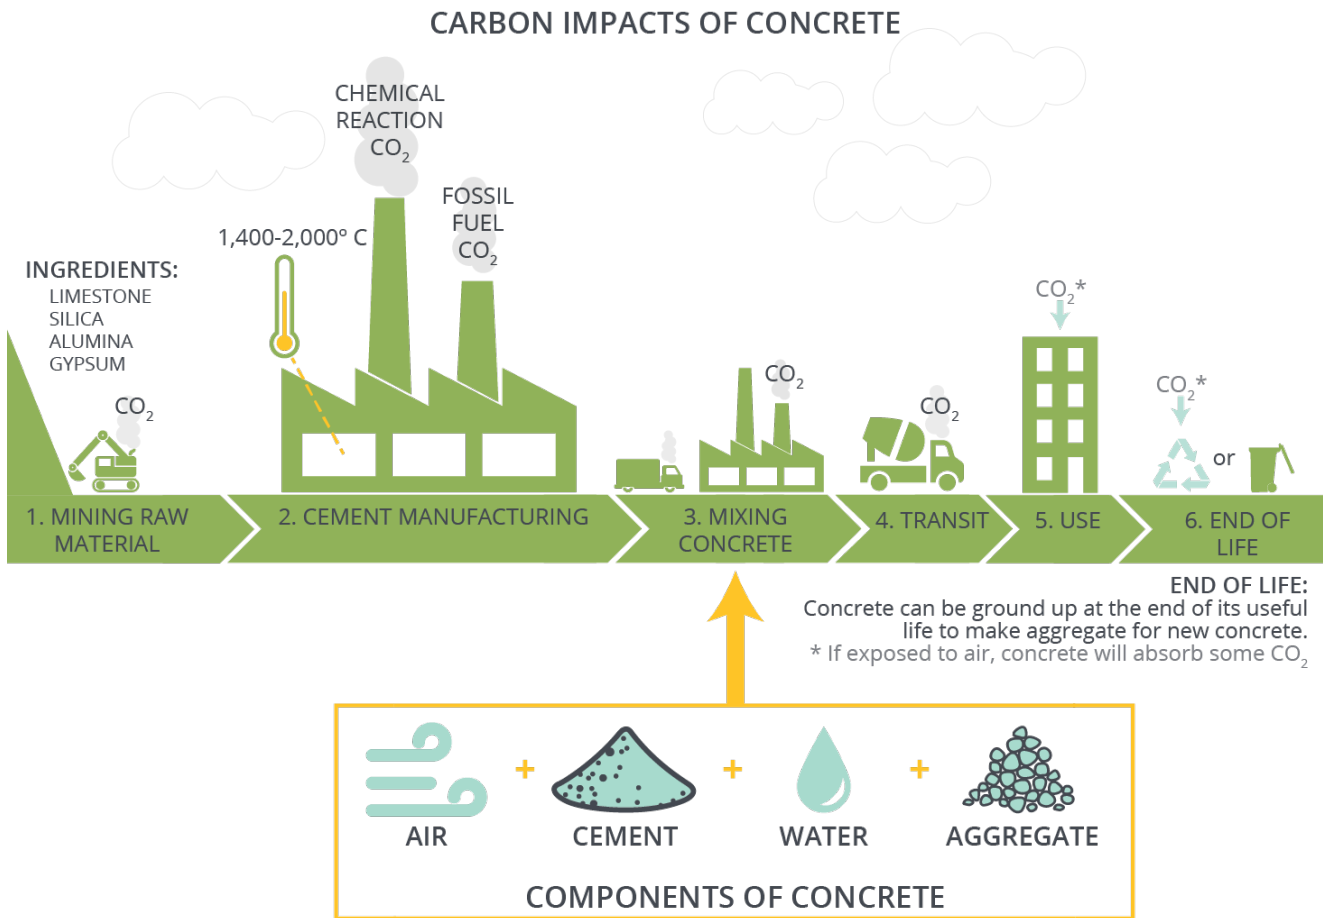 CARBON IMPACTS OF CONCRETE
CHEMICAL
REACTION
CO₂
FOSSIL
FUEL
CO₂
1,400-2,000º C
INGREDIENTS:
LIMESTONE
SILICA
ALUMINA
GYPSUM
CO₂
CO₂
CO₂
CO₂*
CO₂*
or
1. MINING RAW
MATERIAL
2. CEMENT MANUFACTURING
3. MIXING
CONCRETE
4. TRANSIT
5. USE
6. END OF
LIFE
END OF LIFE:
Concrete can be ground up at the end of its useful
life to make aggregate for new concrete.
* If exposed to air, concrete will absorb some CO₂
+
+
+
AIR
CEMENT
WATER
AGGREGATE
COMPONENTS OF CONCRETE